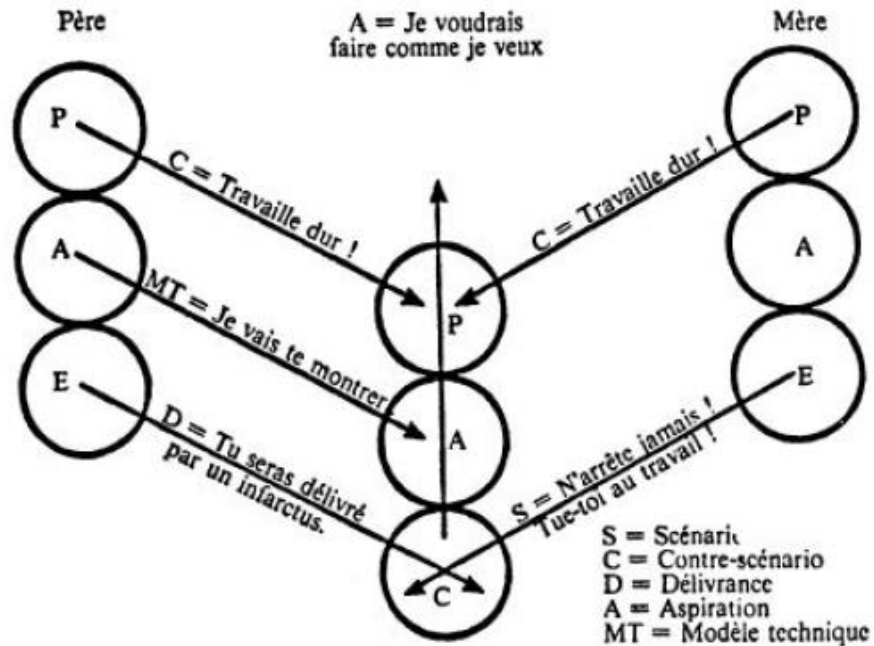 Père
A = Je voudrais
faire comme je veux
Mère
P
P
C = Travaille dur !
C = Travaille dur !
A
P
A
MT = Je vais te montrer.
E
A
E
D = Tu seras délivré
par un infarctus.
S = N'arrête jamais !
Tue-toi au travail !
C
S = Scénari
C = Contre-scénario
D = Délivrance
A = Aspiration
MT = Modèle technique